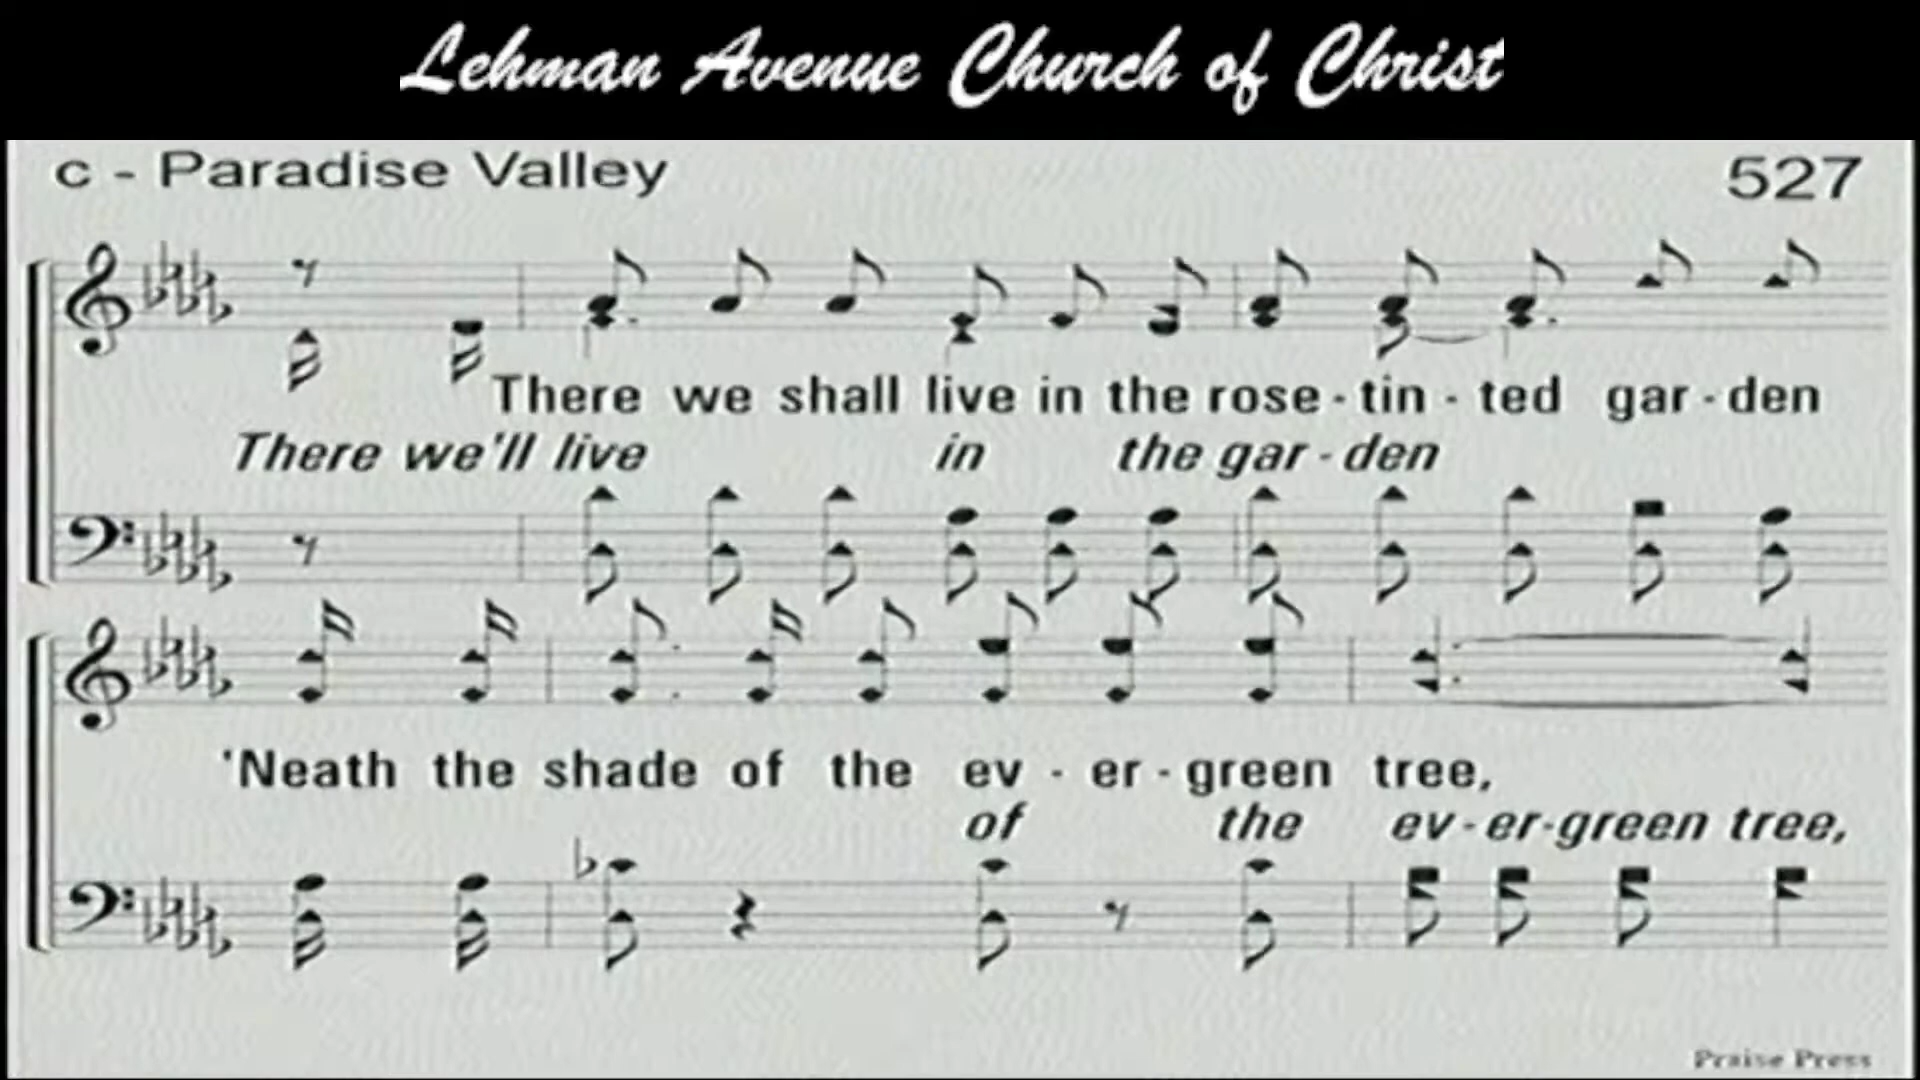 Lehman Avenue Church of Christ
c - Paradise Valley 527
There we shall live in the rose - tin - ted gar - den
There we'll live in the gar - den
'Neath the shade of the ev - er - green tree,
of the ev - er - green tree,
Praise Press